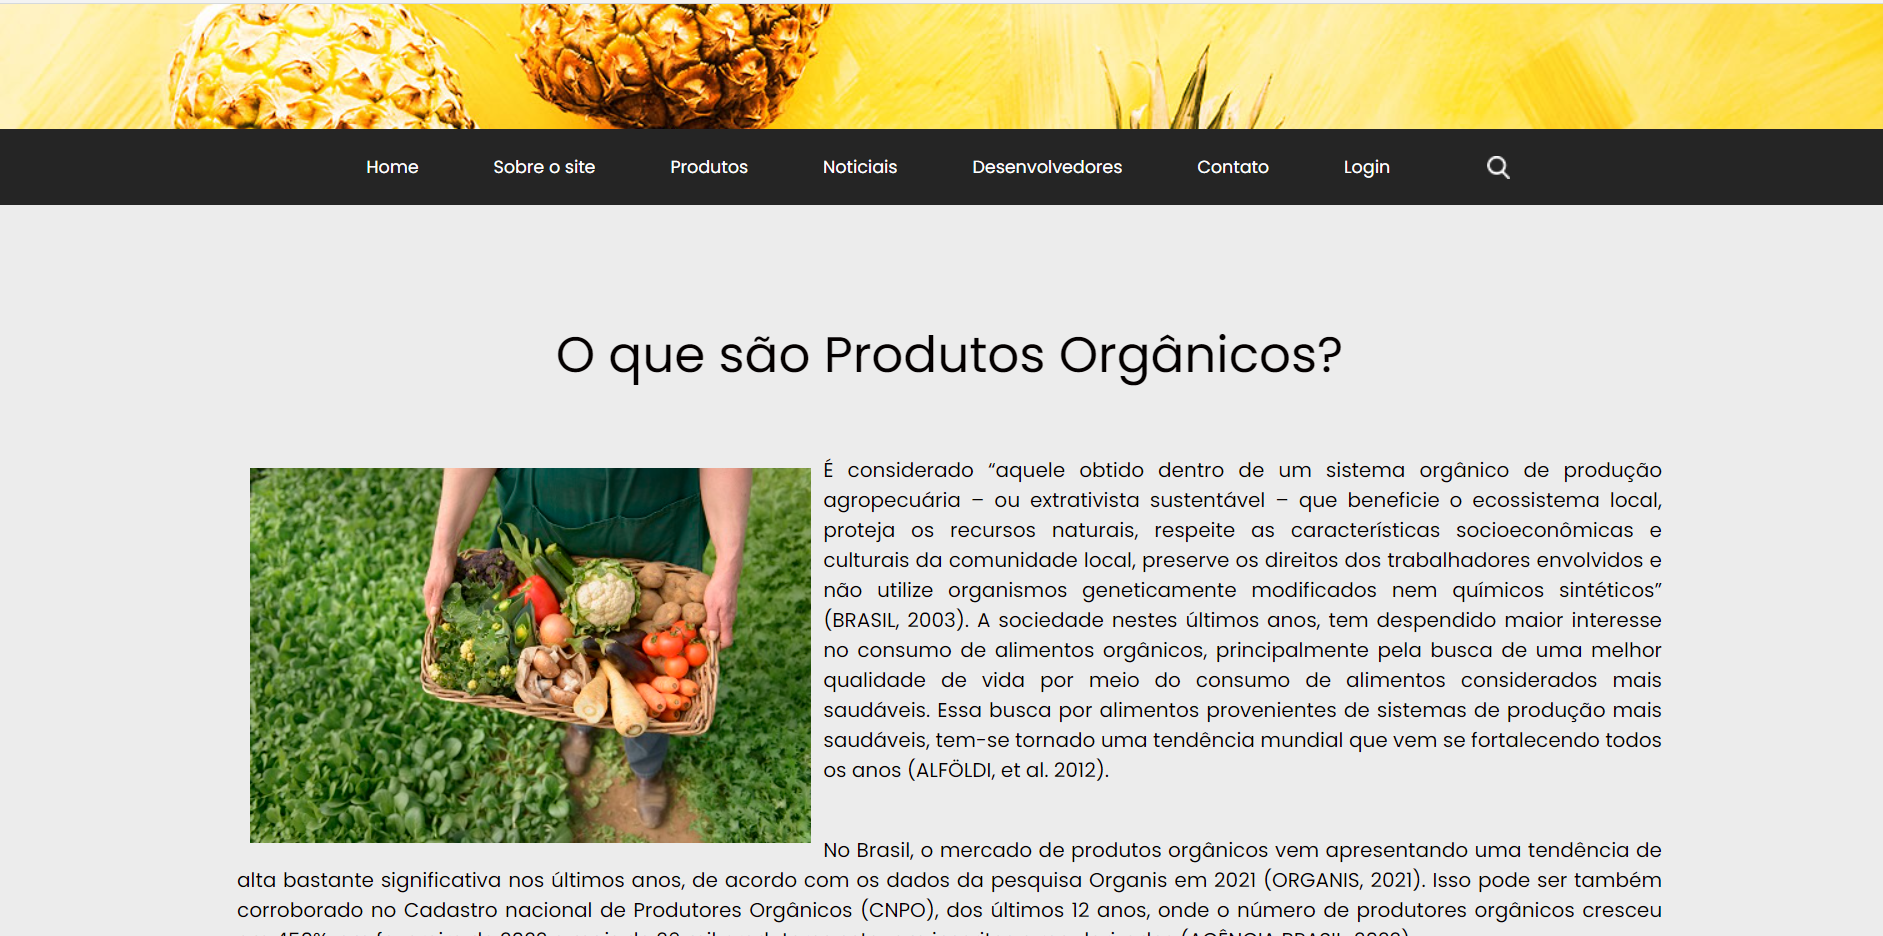 Home Sobre o site Produtos Noticiais Desenvolvedores Contato Login
O que são Produtos Orgânicos?
É considerado “aquele obtido dentro de um sistema orgânico de produção
agropecuária – ou extrativista sustentável – que beneficie o ecossistema local,
proteja os recursos naturais, respeite as características socioeconômicas e
culturais da comunidade local, preserve os direitos dos trabalhadores envolvidos e
não utilize organismos geneticamente modificados nem químicos sintéticos”
(BRASIL, 2003). A sociedade nestes últimos anos, tem despendido maior interesse
no consumo de alimentos orgânicos, principalmente pela busca de uma melhor
qualidade de vida por meio do consumo de alimentos considerados mais
saudáveis. Essa busca por alimentos provenientes de sistemas de produção mais
saudáveis, tem-se tornado uma tendência mundial que vem se fortalecendo todos
os anos (ALFÖLDI, et al. 2012).
No Brasil, o mercado de produtos orgânicos vem apresentando uma tendência de
alta bastante significativa nos últimos anos, de acordo com os dados da pesquisa Organis em 2021 (ORGANIS, 2021). Isso pode ser também
corroborado no Cadastro nacional de Produtores Orgânicos (CNPO), dos últimos 12 anos, onde o número de produtores orgânicos cresceu